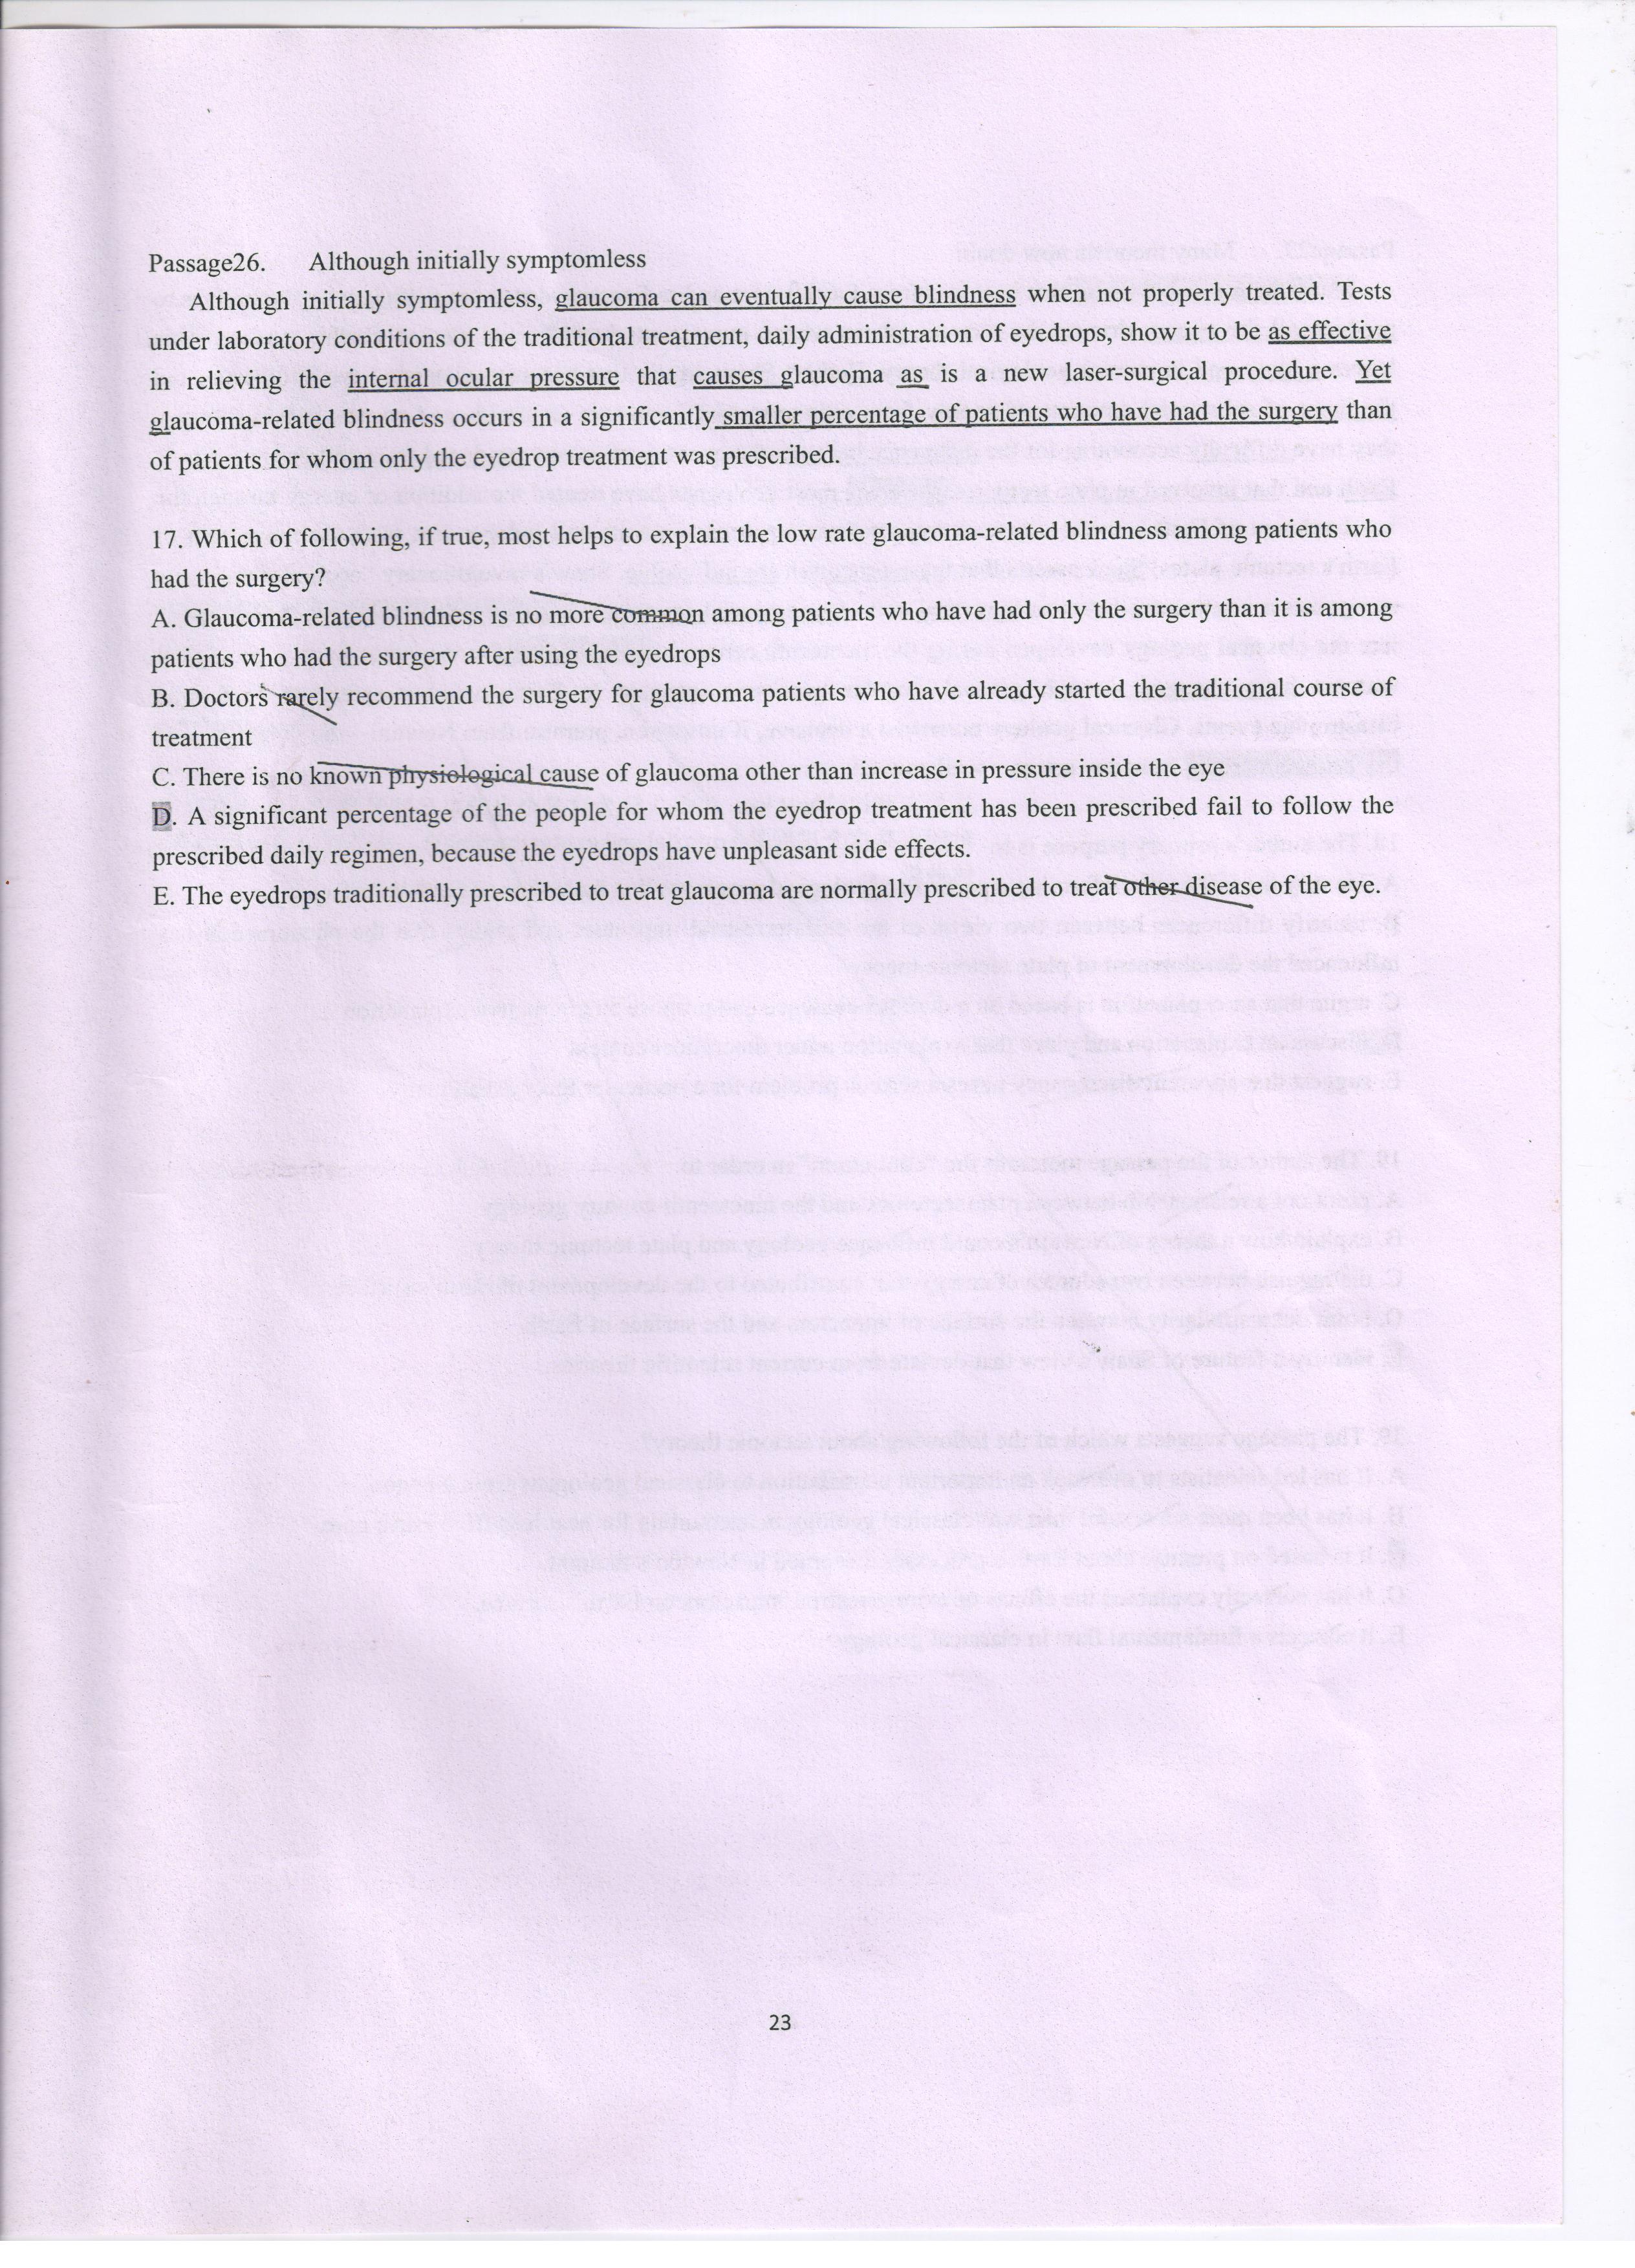 Passage26. Although initially symptomless
Although initially symptomless, glaucoma can eventually cause blindness when not properly treated. Tests
under laboratory conditions of the traditional treatment, daily administration of eyedrops, show it to be as effective
in relieving the internal ocular pressure that causes glaucoma as is a new laser-surgical procedure. Yet
glaucoma-related blindness occurs in a significantly smaller percentage of patients who have had the surgery than
of patients for whom only the eyedrop treatment was prescribed.
17. Which of following, if true, most helps to explain the low rate glaucoma-related blindness among patients who
had the surgery?
A. Glaucoma-related blindness is no more common among patients who have had only the surgery than it is among
patients who had the surgery after using the eyedrops
B. Doctors rarely recommend the surgery for glaucoma patients who have already started the traditional course of
treatment
C. There is no known physiological cause of glaucoma other than increase in pressure inside the eye
D. A significant percentage of the people for whom the eyedrop treatment has been prescribed fail to follow the
prescribed daily regimen, because the eyedrops have unpleasant side effects.
E. The eyedrops traditionally prescribed to treat glaucoma are normally prescribed to treat other disease of the eye.
23